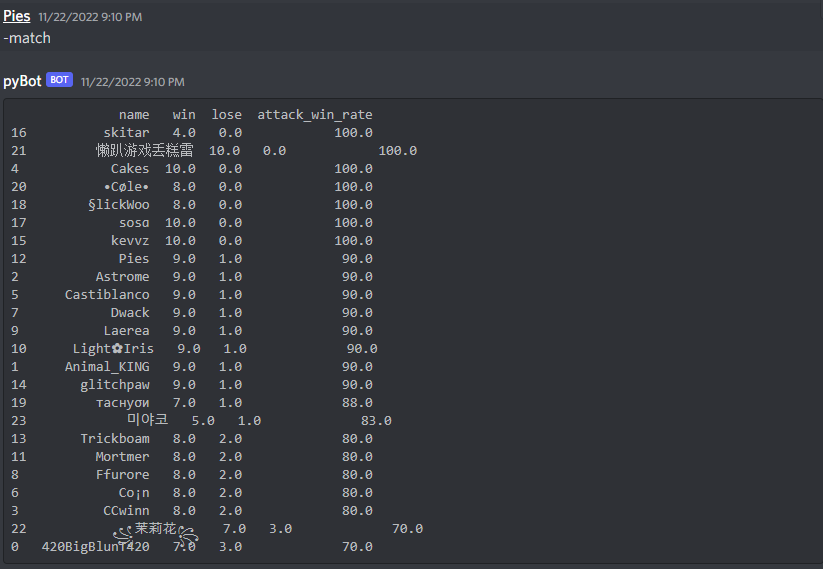 Pies 11/22/2022 9:10 PM
-match
pyBot BOT 11/22/2022 9:10 PM
name win lose attack_win_rate
16 skitar 4.0 0.0 100.0
21 懒趴游戏丢糕雷 10.0 0.0 100.0
4 Cakes 10.0 0.0 100.0
20 •Cøle• 8.0 0.0 100.0
18 §lickWoo 8.0 0.0 100.0
17 sosɑ 10.0 0.0 100.0
15 kevvz 10.0 0.0 100.0
12 Pies 9.0 1.0 90.0
2 Astrome 9.0 1.0 90.0
5 Castiblanco 9.0 1.0 90.0
7 Dwack 9.0 1.0 90.0
9 Laerea 9.0 1.0 90.0
10 Light✿Iris 9.0 1.0 90.0
1 Animal_KING 9.0 1.0 90.0
14 glitchpaw 9.0 1.0 90.0
19 тacнyσи 7.0 1.0 88.0
23 미야코 5.0 1.0 83.0
13 Trickboam 8.0 2.0 80.0
11 Mortmer 8.0 2.0 80.0
8 Ffurore 8.0 2.0 80.0
6 Co¡n 8.0 2.0 80.0
3 CCwinn 8.0 2.0 80.0
22 ꧁茉莉花꧂ 7.0 3.0 70.0
0 420BigBlunT420 7.0 3.0 70.0